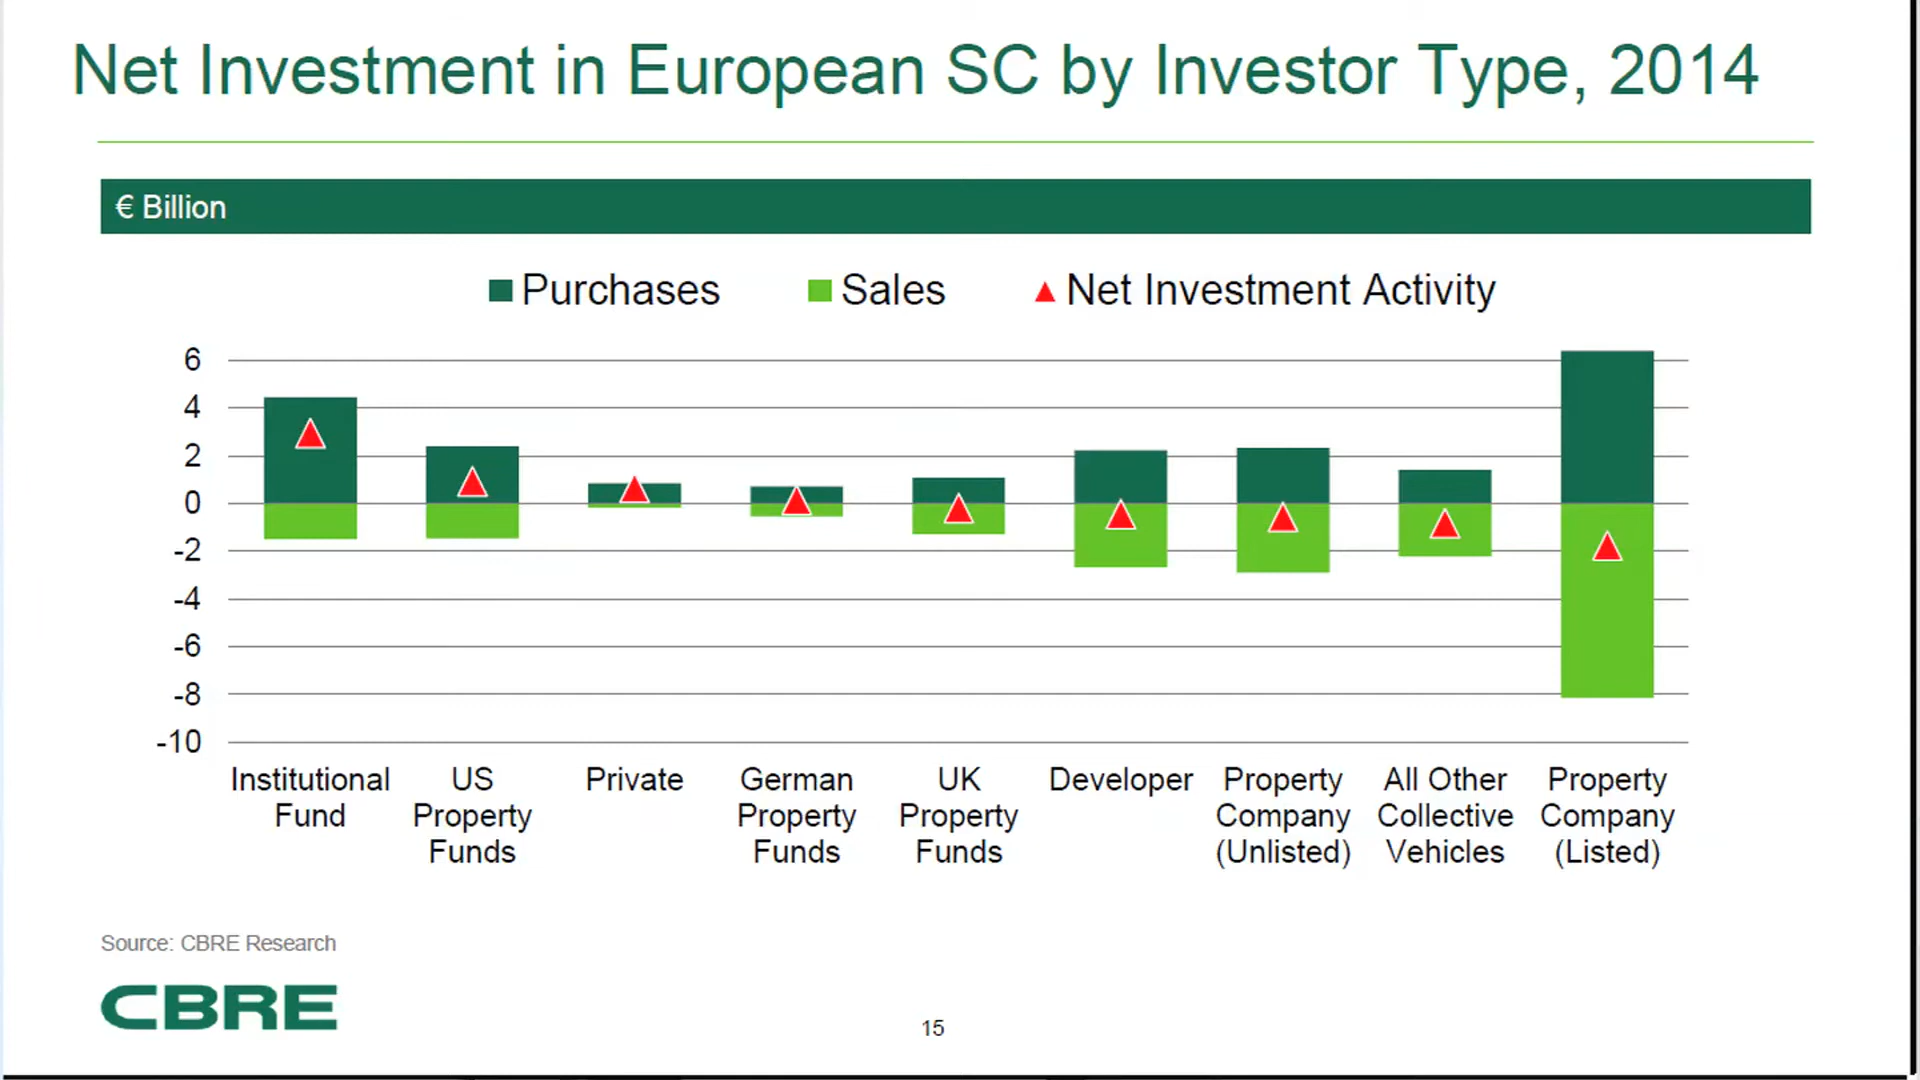 Net Investment in European SC by Investor Type, 2014
€ Billion
Purchases Sales Net Investment Activity
6
4
2
0
-2
-4
-6
-8
-10
Institutional Fund
US Property Funds
Private
German Property Funds
UK Property Funds
Developer
Property Company (Unlisted)
All Other Collective Vehicles
Property Company (Listed)
Source: CBRE Research
CBRE
15